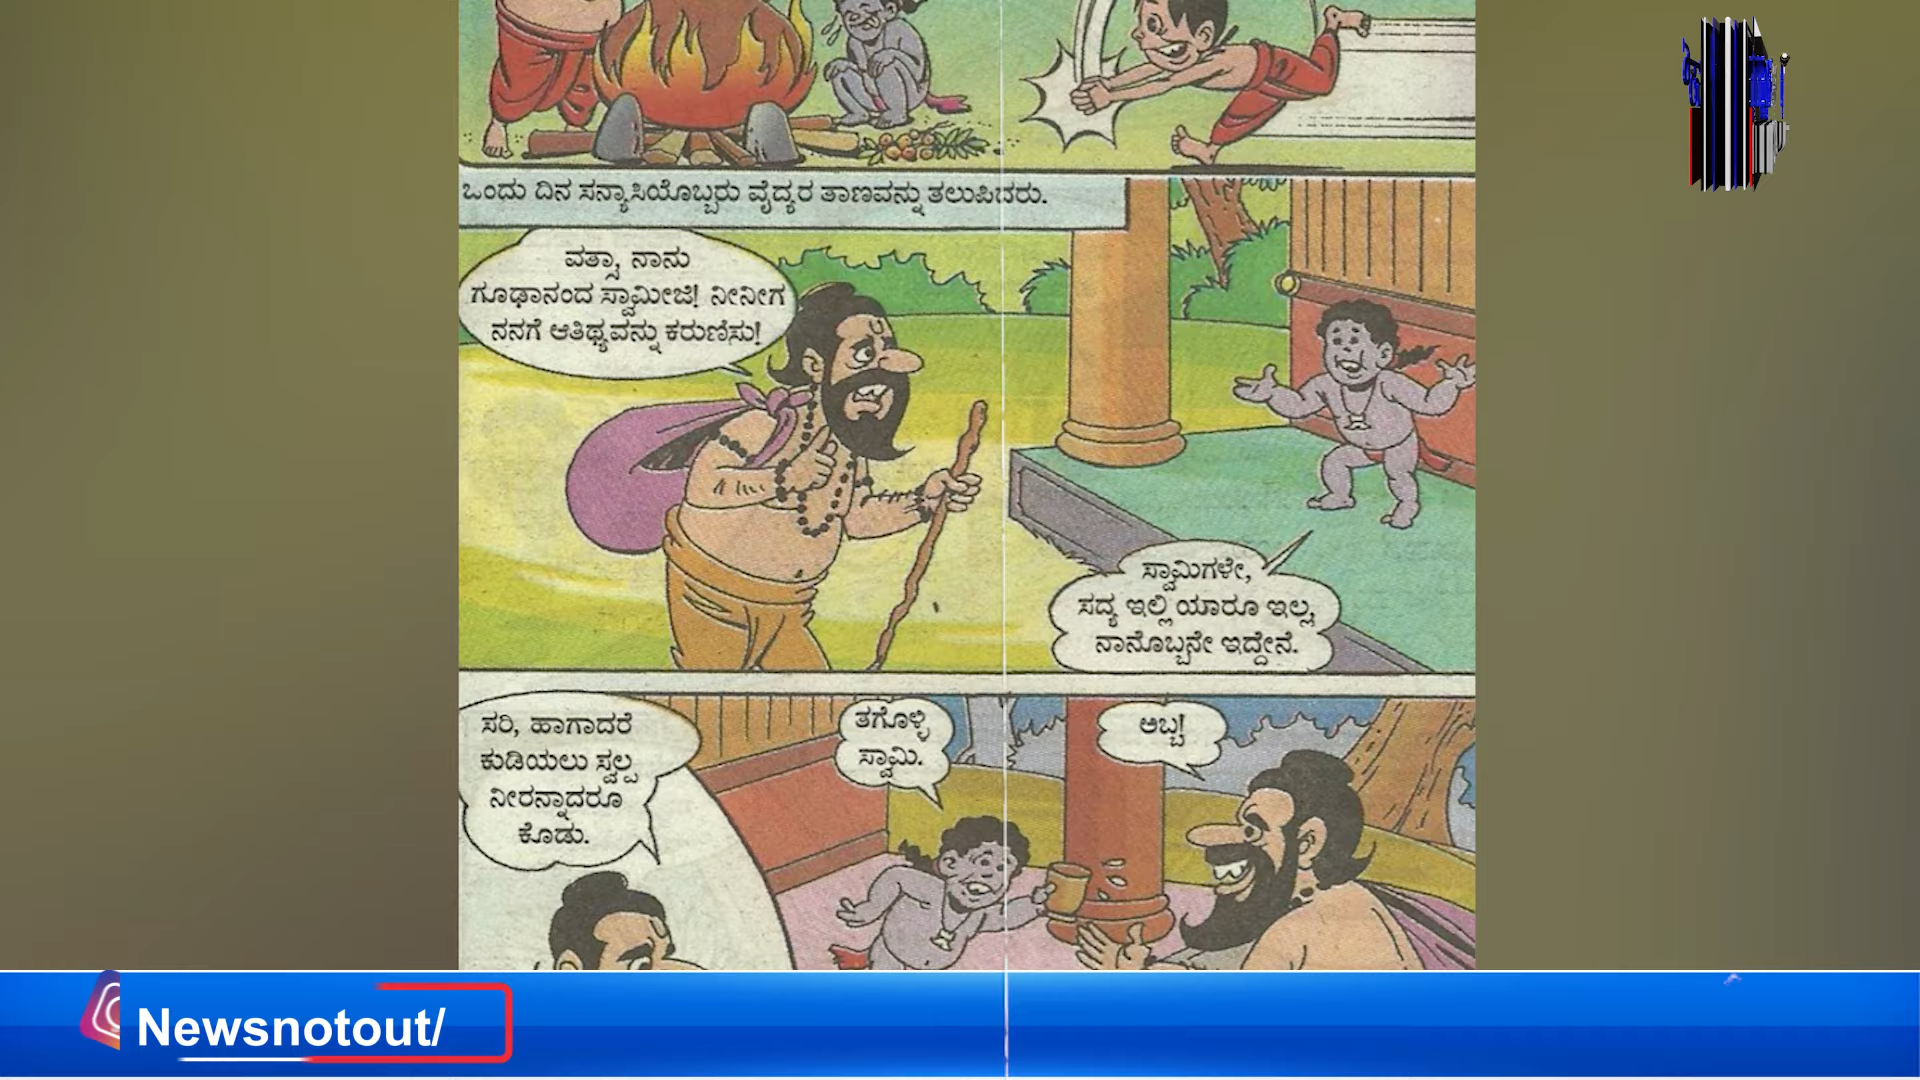 ಒಂದು ದಿನ ಸನ್ಯಾಸಿಯೊಬ್ಬರು ವೈದ್ಯರ ತಾಣವನ್ನು ತಲುಪಿದರು.
ವತ್ಸಾ, ನಾನು
ಗೂಢಾನಂದ ಸ್ವಾಮೀಜಿ! ನೀನೀಗ
ನನಗೆ ಆತಿಥ್ಯವನ್ನು ಕರುಣಿಸು!
ಸ್ವಾಮಿಗಳೇ,
ಸದ್ಯ ಇಲ್ಲಿ ಯಾರೂ ಇಲ್ಲ,
ನಾನೊಬ್ಬನೇ ಇದ್ದೇನೆ.
ಸರಿ, ಹಾಗಾದರೆ
ಕುಡಿಯಲು ಸ್ವಲ್ಪ
ನೀರನ್ನಾದರೂ
ಕೊಡು.
ತಗೊಳ್ಳಿ
ಸ್ವಾಮಿ.
ಅಬ್ಬ!
Newsnotout/